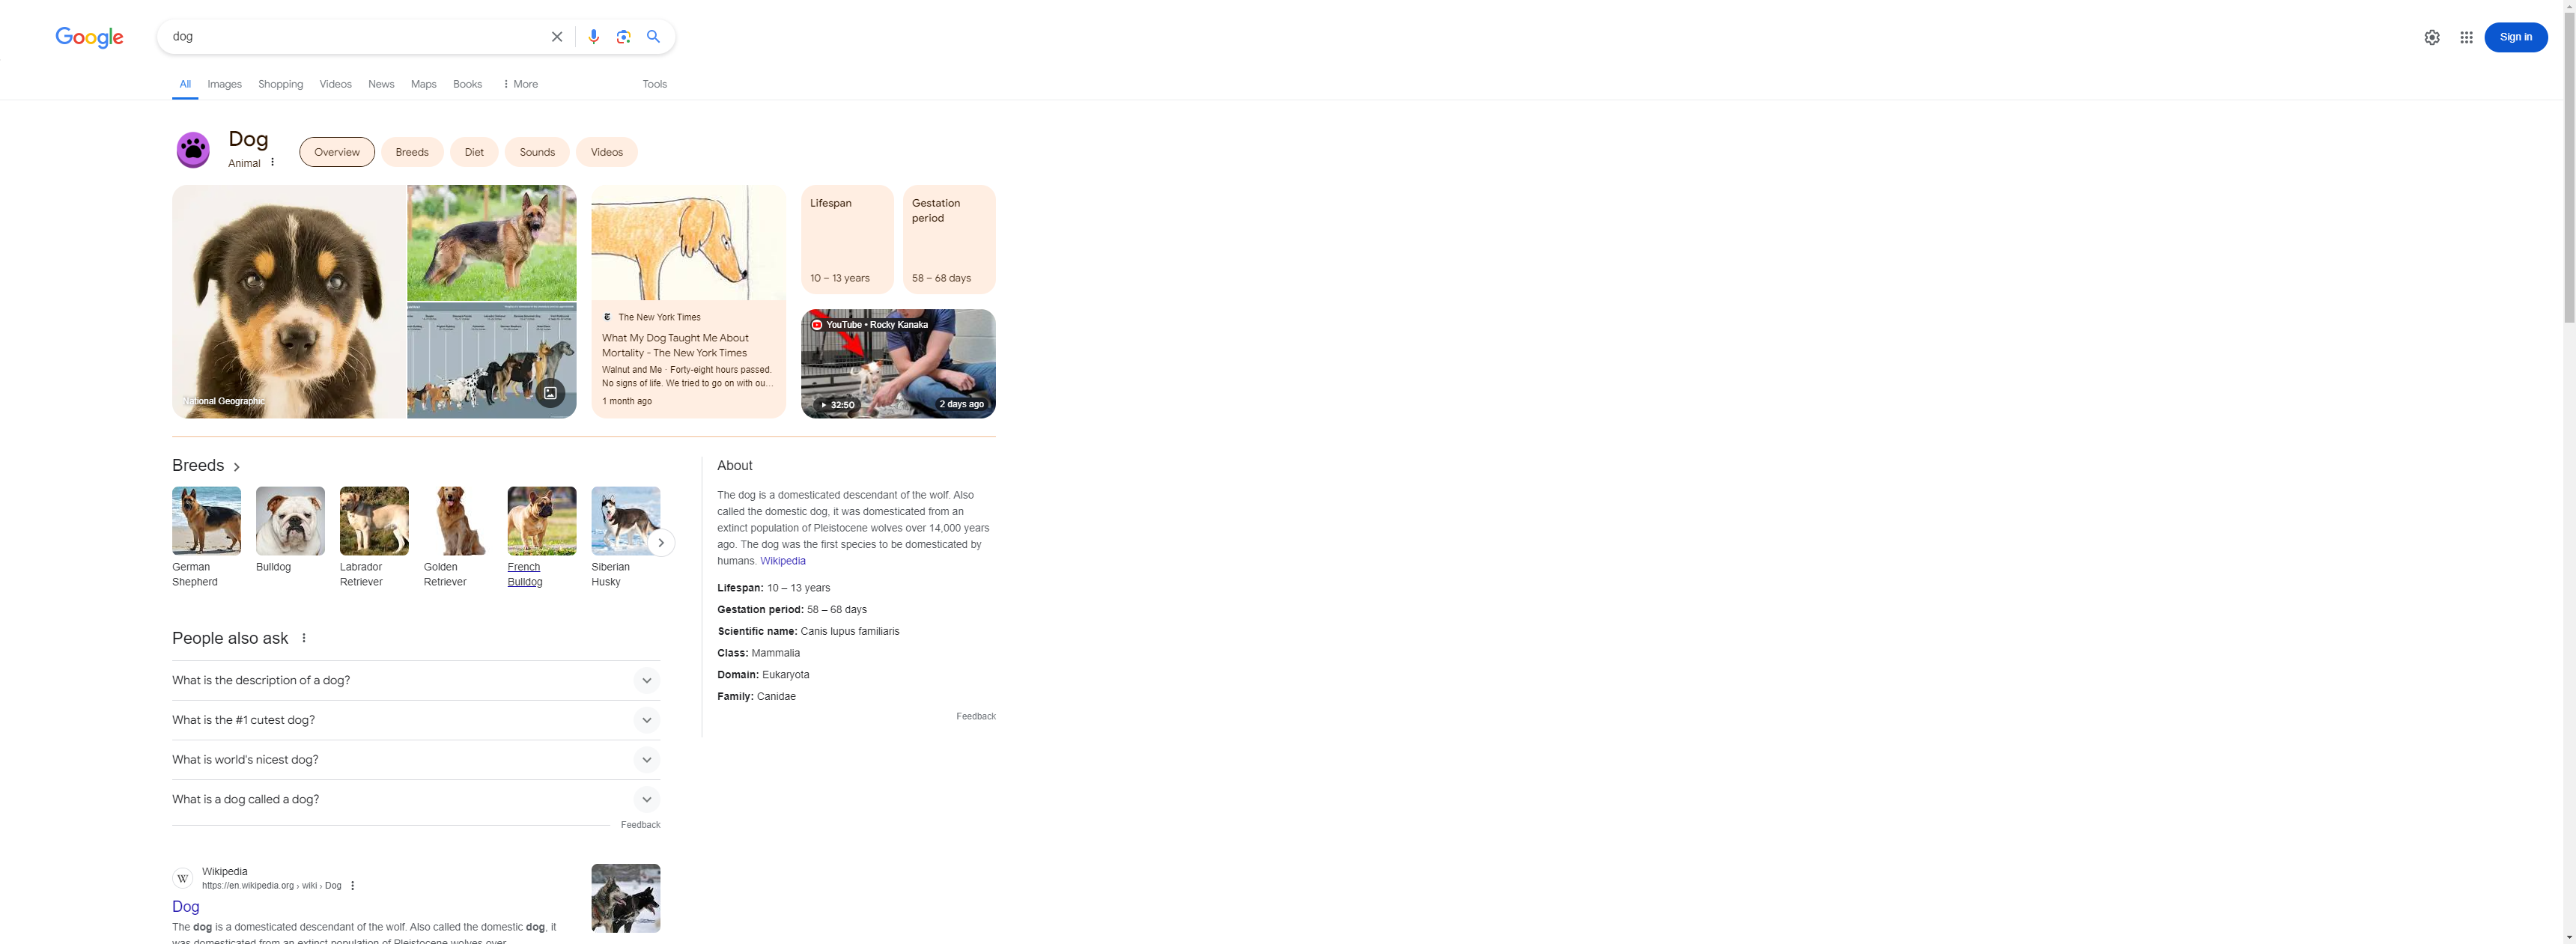 Google
dog
Sign in
All
Images
Shopping
Videos
News
Maps
Books
More
Tools
Dog
Animal
Overview
Breeds
Diet
Sounds
Videos
National Geographic
The New York Times
What My Dog Taught Me About
Mortality - The New York Times
Walnut and Me · Forty-eight hours passed.
No signs of life. We tried to go on with ou...
1 month ago
Lifespan
10 – 13 years
Gestation
period
58 – 68 days
YouTube • Rocky Kanaka
32:50
2 days ago
Breeds
German
Shepherd
Bulldog
Labrador
Retriever
Golden
Retriever
French
Bulldog
Siberian
Husky
About
The dog is a domesticated descendant of the wolf. Also
called the domestic dog, it was domesticated from an
extinct population of Pleistocene wolves over 14,000 years
ago. The dog was the first species to be domesticated by
humans. Wikipedia
Lifespan: 10 – 13 years
Gestation period: 58 – 68 days
Scientific name: Canis lupus familiaris
Class: Mammalia
Domain: Eukaryota
Family: Canidae
Feedback
People also ask
What is the description of a dog?
What is the #1 cutest dog?
What is world's nicest dog?
What is a dog called a dog?
Feedback
W
Wikipedia
https://en.wikipedia.org › wiki › Dog
Dog
The dog is a domesticated descendant of the wolf. Also called the domestic dog, it
was domesticated from an extinct population of Pleistocene wolves over